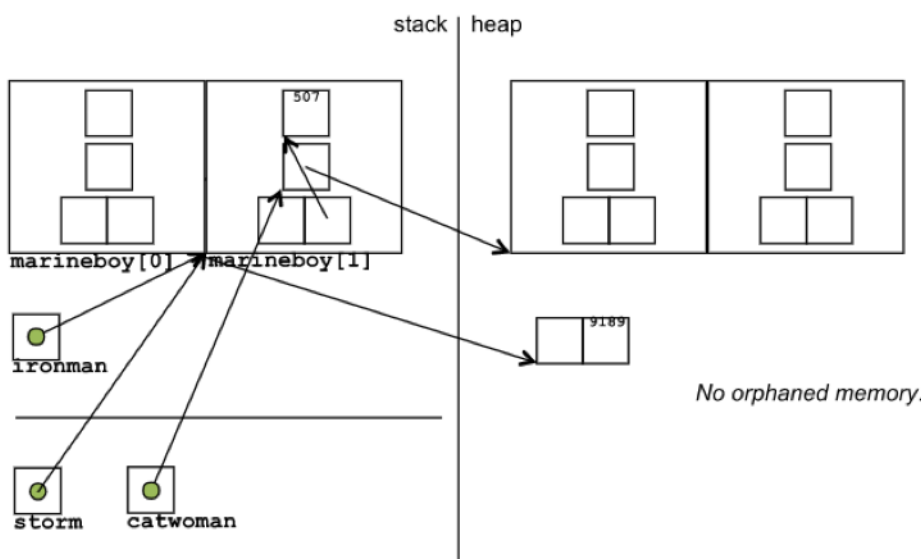 stack heap
507
marineboy[0] marineboy[1]
9189
ironman
No orphaned memory.
storm catwoman